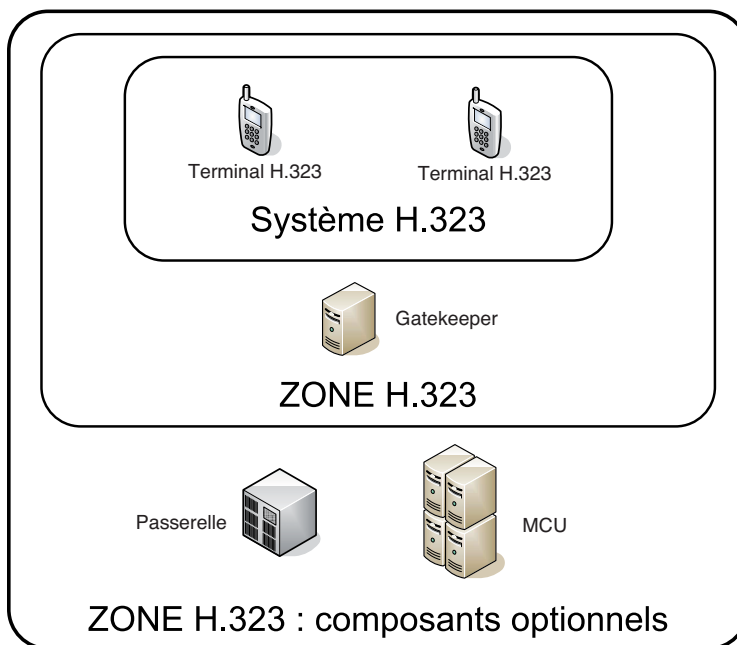 Terminal H.323
Terminal H.323
Système H.323
Gatekeeper
ZONE H.323
Passerelle
MCU
ZONE H.323 : composants optionnels